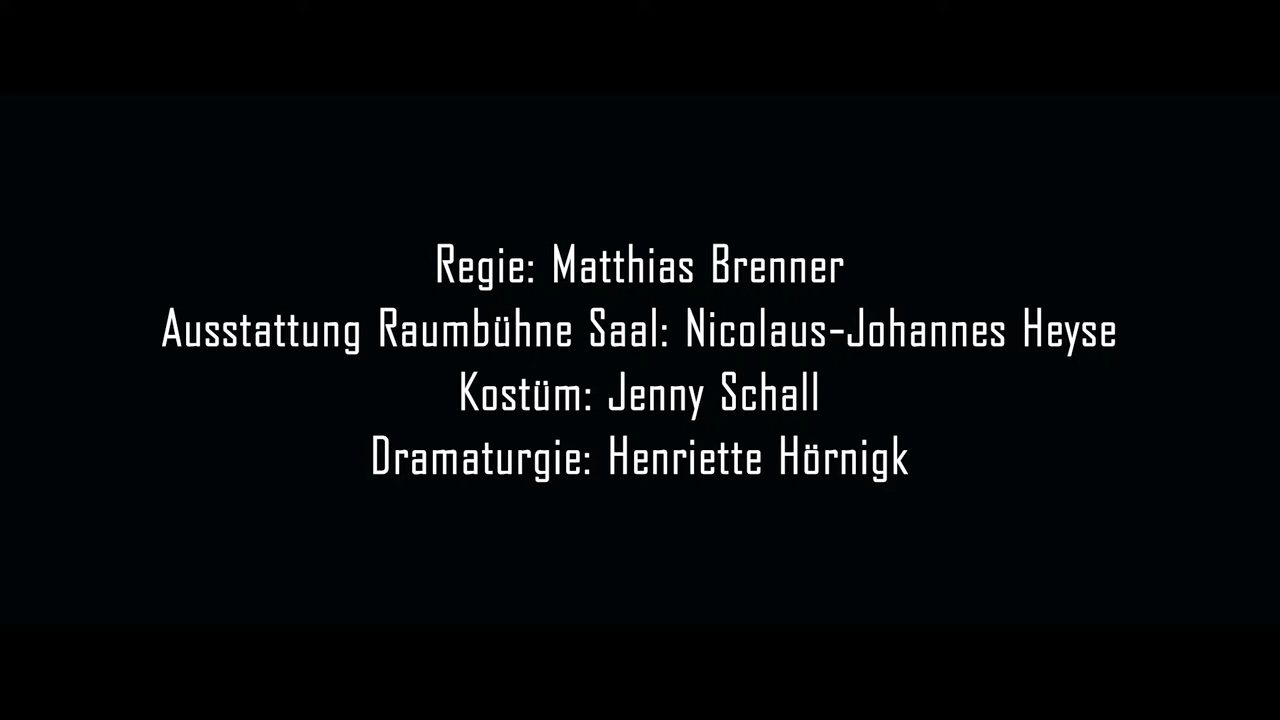 Regie: Matthias Brenner
Ausstattung Raumbühne Saal: Nicolaus-Johannes Heyse
Kostüm: Jenny Schall
Dramaturgie: Henriette Hörnigk